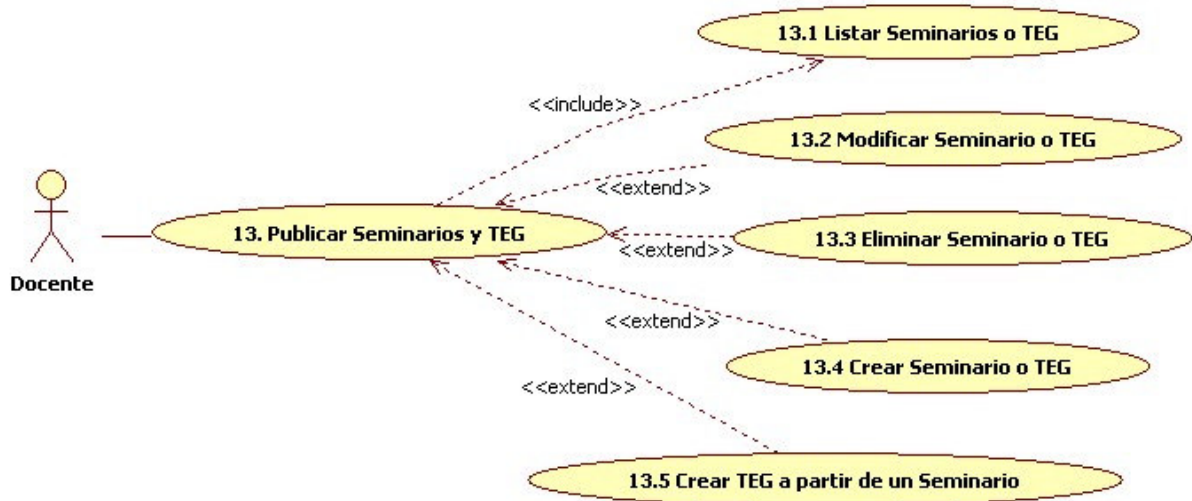 13.1 Listar Seminarios o TEG
<<include>>
13.2 Modificar Seminario o TEG
<<extend>>
13. Publicar Seminarios y TEG
13.3 Eliminar Seminario o TEG
<<extend>>
Docente
<<extend>>
13.4 Crear Seminario o TEG
<<extend>>
13.5 Crear TEG a partir de un Seminario